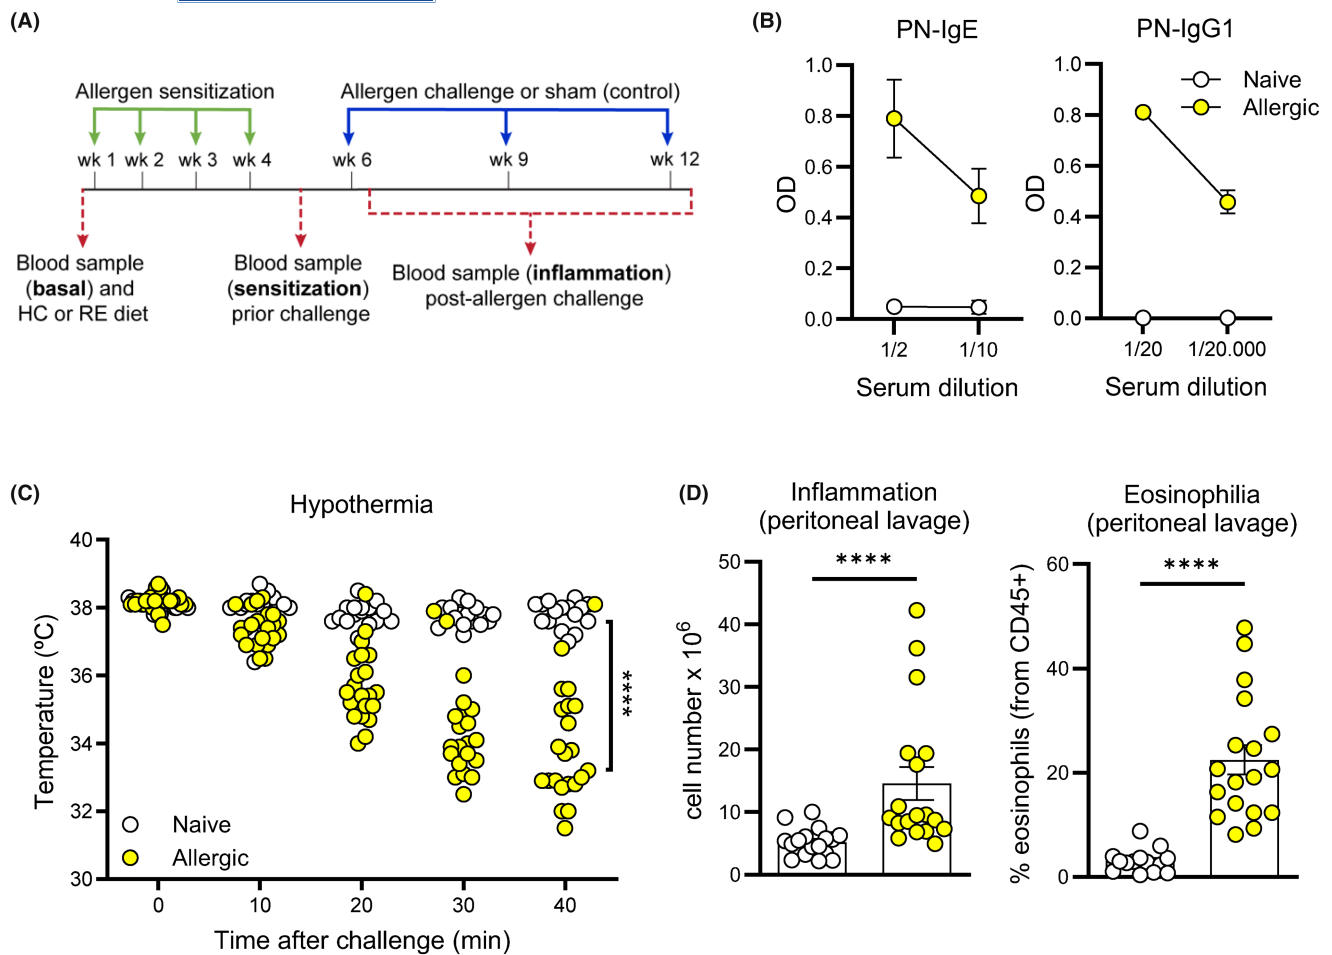 (A)
Allergen sensitization
Allergen challenge or sham (control)
wk 1 wk 2 wk 3 wk 4 wk 6 wk 9 wk 12
Blood sample
(basal) and
HC or RE diet
Blood sample
(sensitization)
prior challenge
Blood sample (inflammation)
post-allergen challenge
(B)
PN-IgE
1.0
0.8
0.6
0.4
0.2
0.0
OD
1/2 1/10
Serum dilution
PN-IgG1
1.0
0.8
0.6
0.4
0.2
0.0
OD
1/20 1/20.000
Serum dilution
Naive
Allergic
(C)
Hypothermia
40
38
36
34
32
30
Temperature (ºC)
Naive
Allergic
****
0 10 20 30 40
Time after challenge (min)
(D)
Inflammation
(peritoneal lavage)
****
50
40
30
20
10
0
cell number x 10⁶
Eosinophilia
(peritoneal lavage)
****
60
40
20
0
% eosinophils (from CD45+)